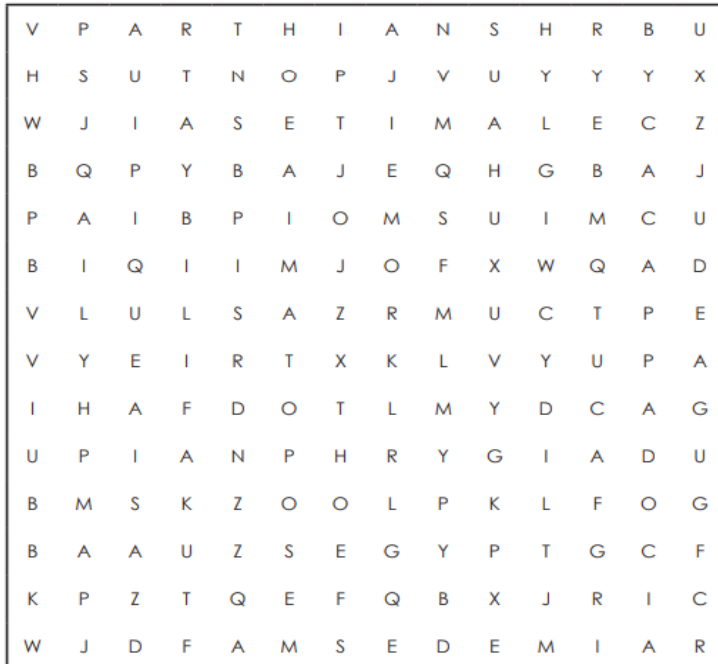 V P A R T H I A N S H R B U
H S U T N O P J V U Y Y Y X
W J I A S E T I M A L E C Z
B Q P Y B A J E Q H G B A J
P A I B P I O M S U I M C U
B I Q I I M J O F X W Q A D
V L U L S A Z R M U C T P E
V Y E I R T X K L V Y U P A
I H A F D O T L M Y D C A G
U P I A N P H R Y G I A D U
B M S K Z O O L P K L F O G
B A A U Z S E G Y P T G C F
K P Z T Q E F Q B X J R I C
W J D F A M S E D E M I A R